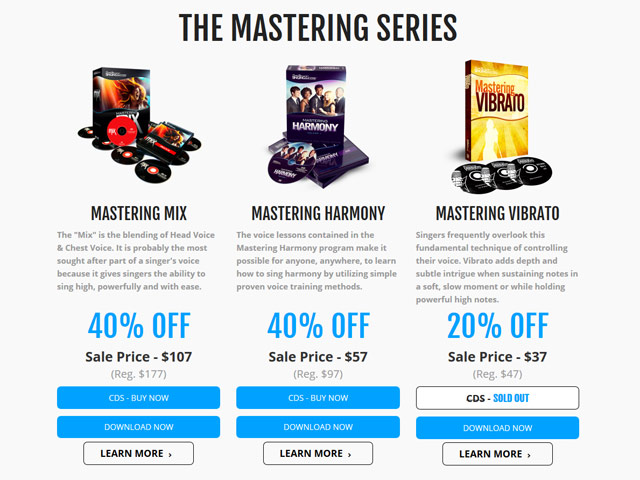 THE MASTERING SERIES
MASTERING
HARMONY
Mastering
VIBRATO
MASTERING MIX
MASTERING HARMONY
MASTERING VIBRATO
The "Mix" is the blending of Head Voice
& Chest Voice. It is probably the most
sought after part of a singer's voice
because it gives singers the ability to
sing high, powerfully and with ease.
The voice lessons contained in the
Mastering Harmony program make it
possible for anyone, anywhere, to learn
how to sing harmony by utilizing simple
proven voice training methods.
Singers frequently overlook this
fundamental technique of controlling
their voice. Vibrato adds depth and
subtle intrigue when sustaining notes in
a soft, slow moment or while holding
powerful high notes.
40% OFF
Sale Price - $107
(Reg. $177)
CDS - BUY NOW
DOWNLOAD NOW
LEARN MORE ›
40% OFF
Sale Price - $57
(Reg. $97)
CDS - BUY NOW
DOWNLOAD NOW
LEARN MORE ›
20% OFF
Sale Price - $37
(Reg. $47)
CDS - SOLD OUT
DOWNLOAD NOW
LEARN MORE ›